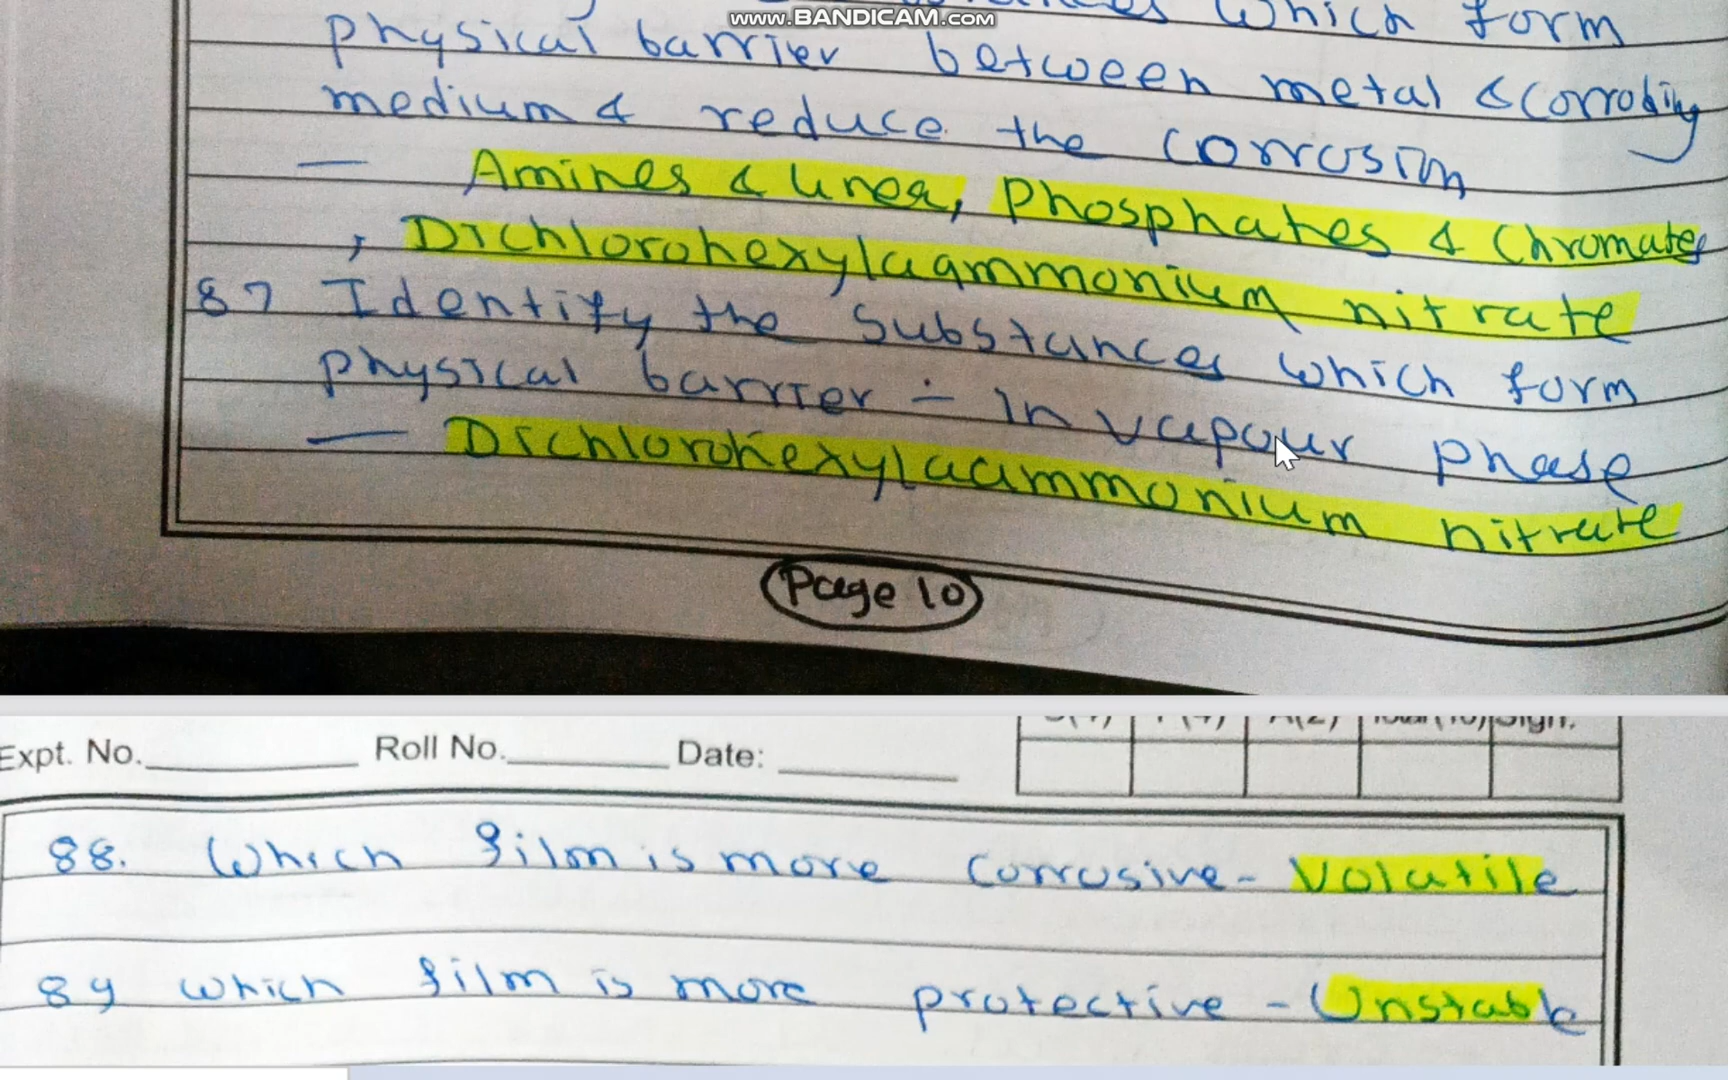 www.BANDICAM.com
which form
physical barrier between metal & corroding
medium & reduce the corrosion
— Amines & Urea, Phosphates & Chromates
, Dichlorohexylaammonium nitrate
87 Identify the substances which form
physical barrier ÷ in vapour phase
— Dichlorohexylaammonium nitrate
Page 10
Expt. No. Roll No. Date:
88. Which film is more corrosive - Volatile
89 which film is more protective - Unstable